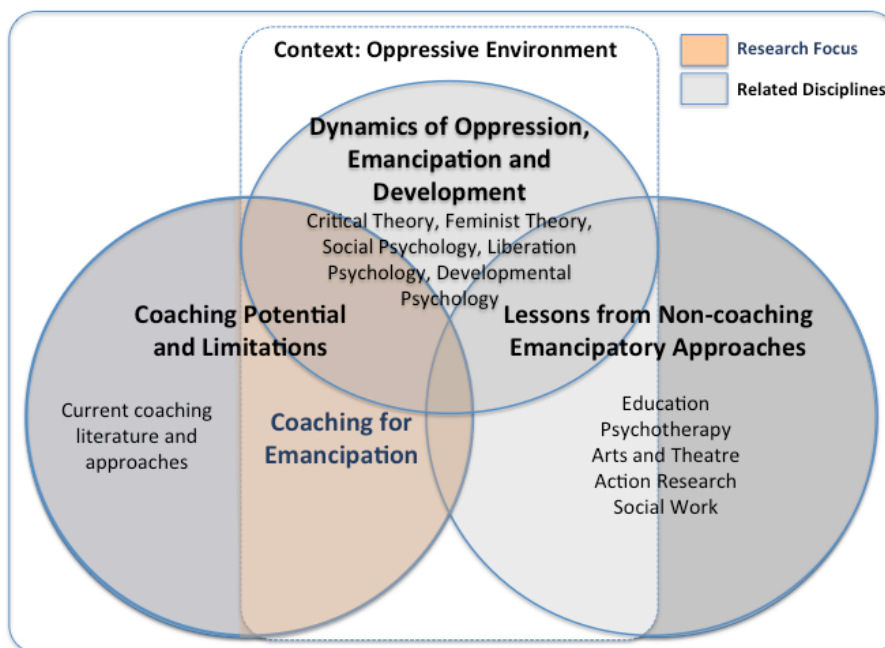 Context: Oppressive Environment
Research Focus
Related Disciplines
Dynamics of Oppression,
Emancipation and
Development
Critical Theory, Feminist Theory,
Social Psychology, Liberation
Psychology, Developmental
Psychology
Coaching Potential
and Limitations
Current coaching
literature and
approaches
Coaching for
Emancipation
Lessons from Non-coaching
Emancipatory Approaches
Education
Psychotherapy
Arts and Theatre
Action Research
Social Work